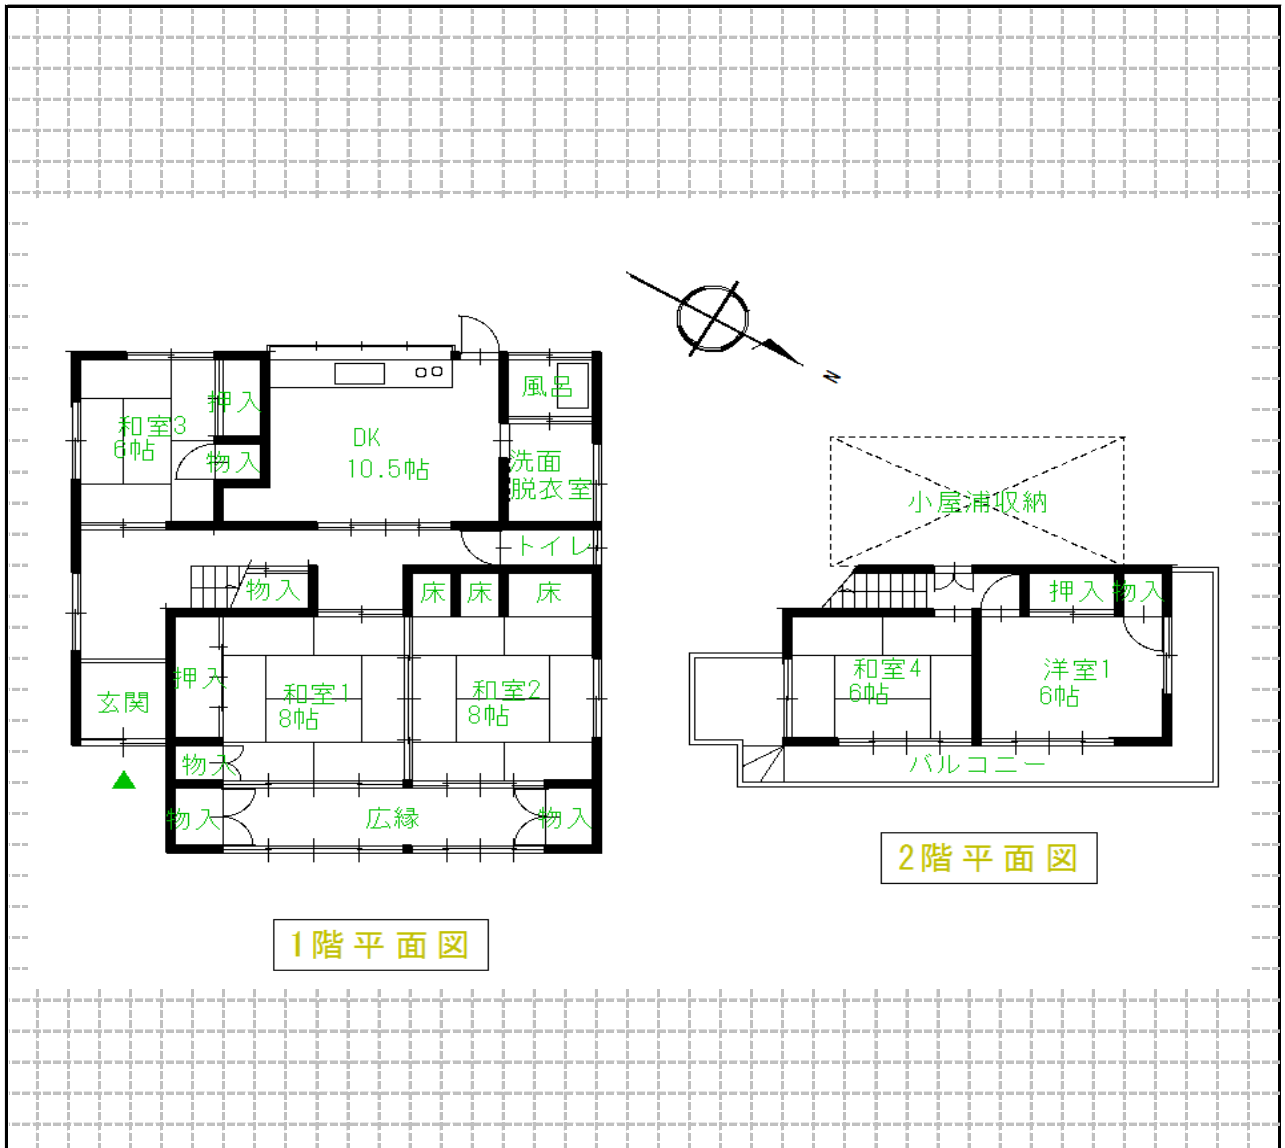 N
風呂
押入
和室3
6帖
物入
DK
10.5帖
洗面
脱衣室
トイレ
物入
床
床
床
押入
和室1
8帖
和室2
8帖
玄関
物入
物入
広縁
物入
1階平面図
小屋浦収納
押入
物入
和室4
6帖
洋室1
6帖
バルコニー
2階平面図